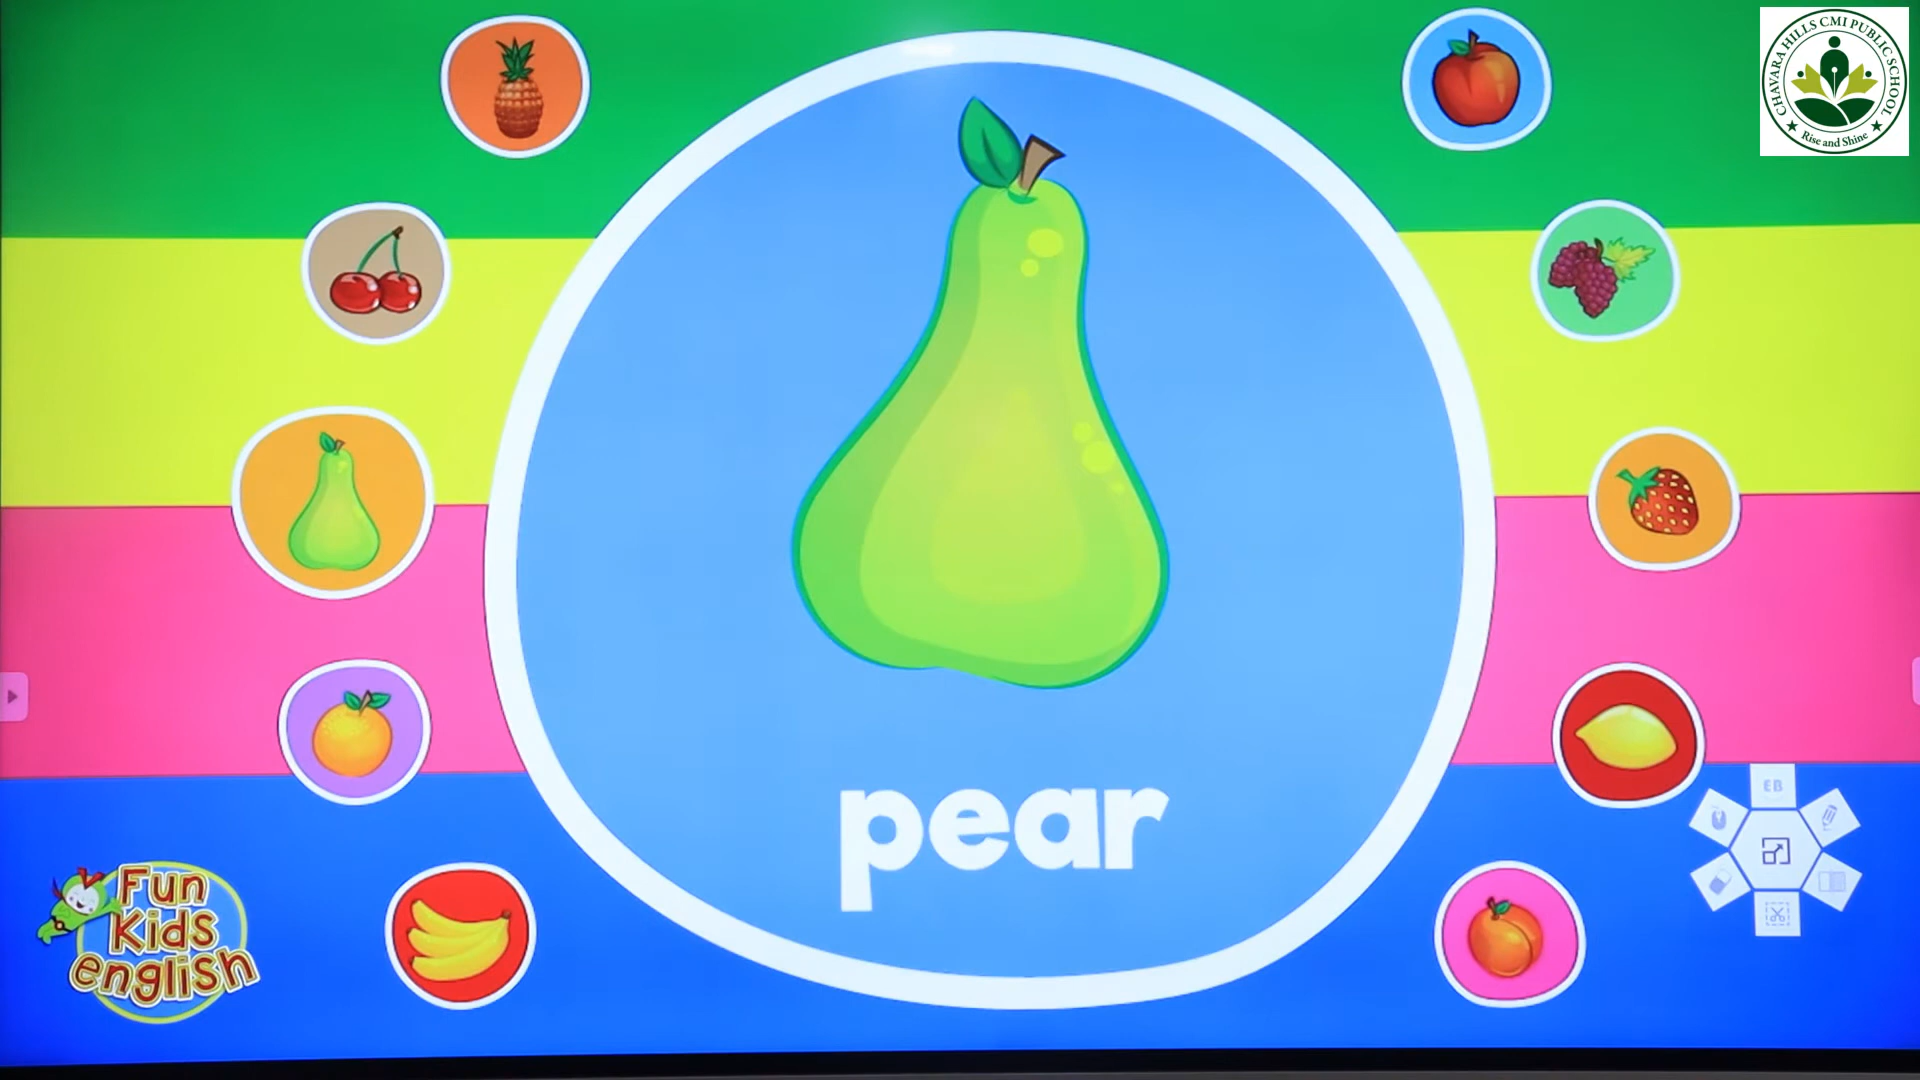 CHAVARA HILLS CMI PUBLIC SCHOOL
Rise and Shine
pear
EB
Fun
Kids
english